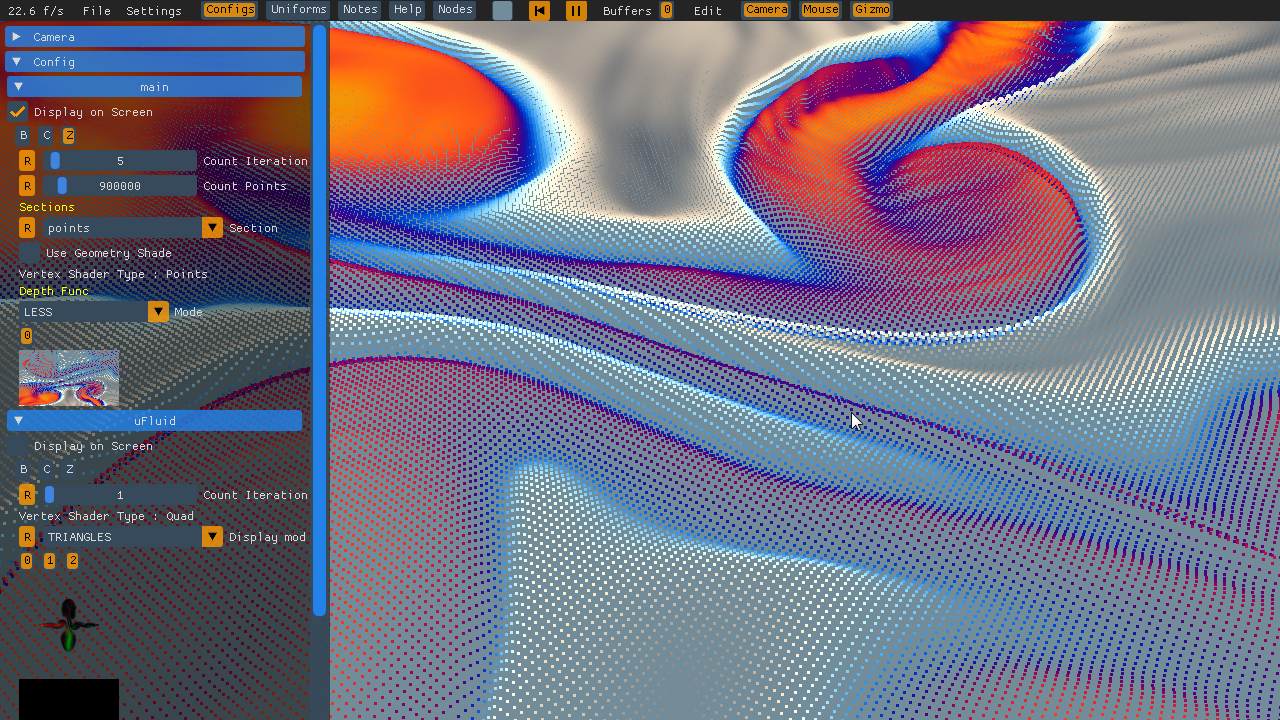 22.6 f/s File Settings Configs Uniforms Notes Help Nodes Buffers 0 Edit Camera Mouse Gizmo
Camera
Config
main
Display on Screen
B C Z
R 5 Count Iteration
R 900000 Count Points
Sections
R points Section
Use Geometry Shade
Vertex Shader Type : Points
Depth Func
LESS Mode
0
uFluid
Display on Screen
B C Z
R 1 Count Iteration
Vertex Shader Type : Quad
R TRIANGLES Display mod
0 1 2